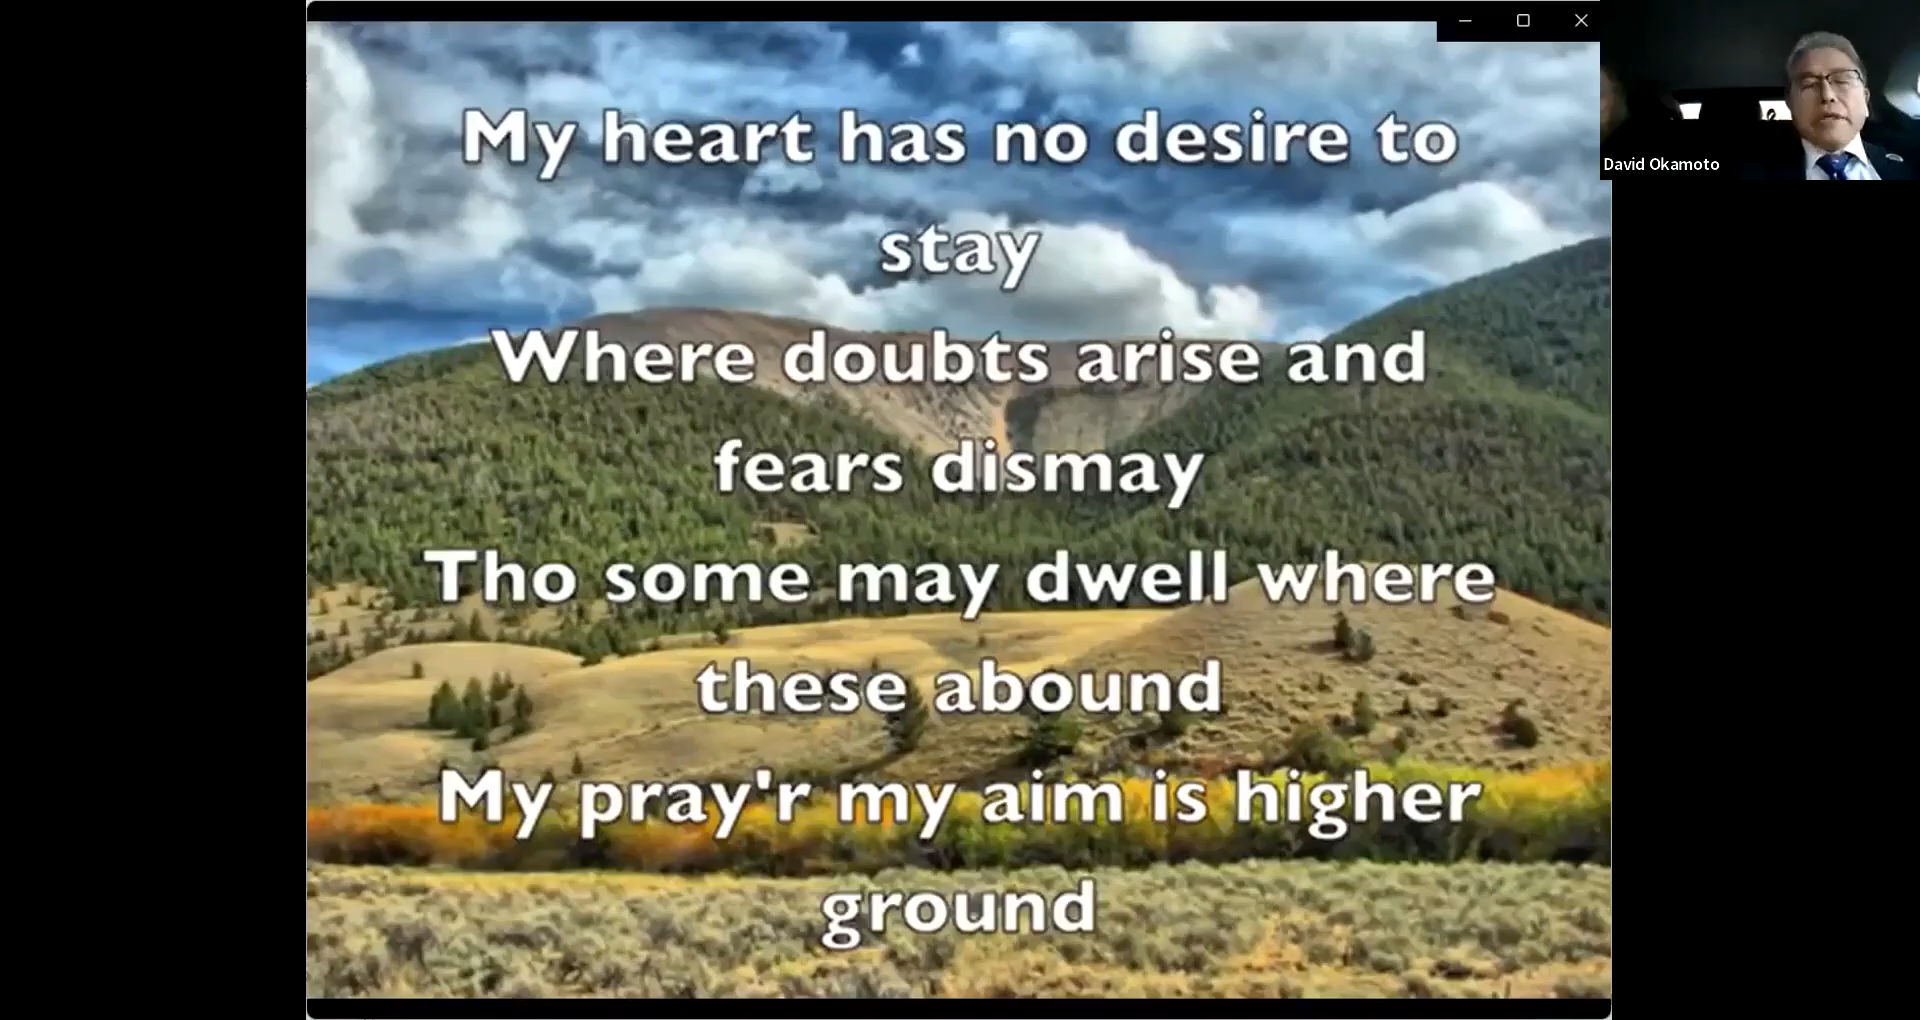 My heart has no desire to
stay
Where doubts arise and
fears dismay
Tho some may dwell where
these abound
My pray'r my aim is higher
ground
David Okamoto